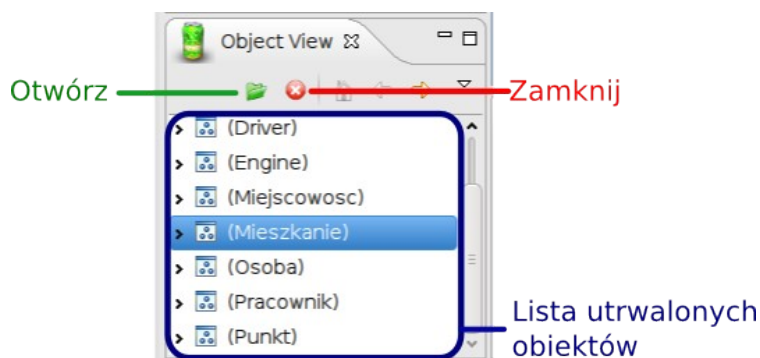 Object View
Otwórz
Zamknij
(Driver)
(Engine)
(Miejscowosc)
(Mieszkanie)
(Osoba)
(Pracownik)
(Punkt)
Lista utrwalonych
obiektów